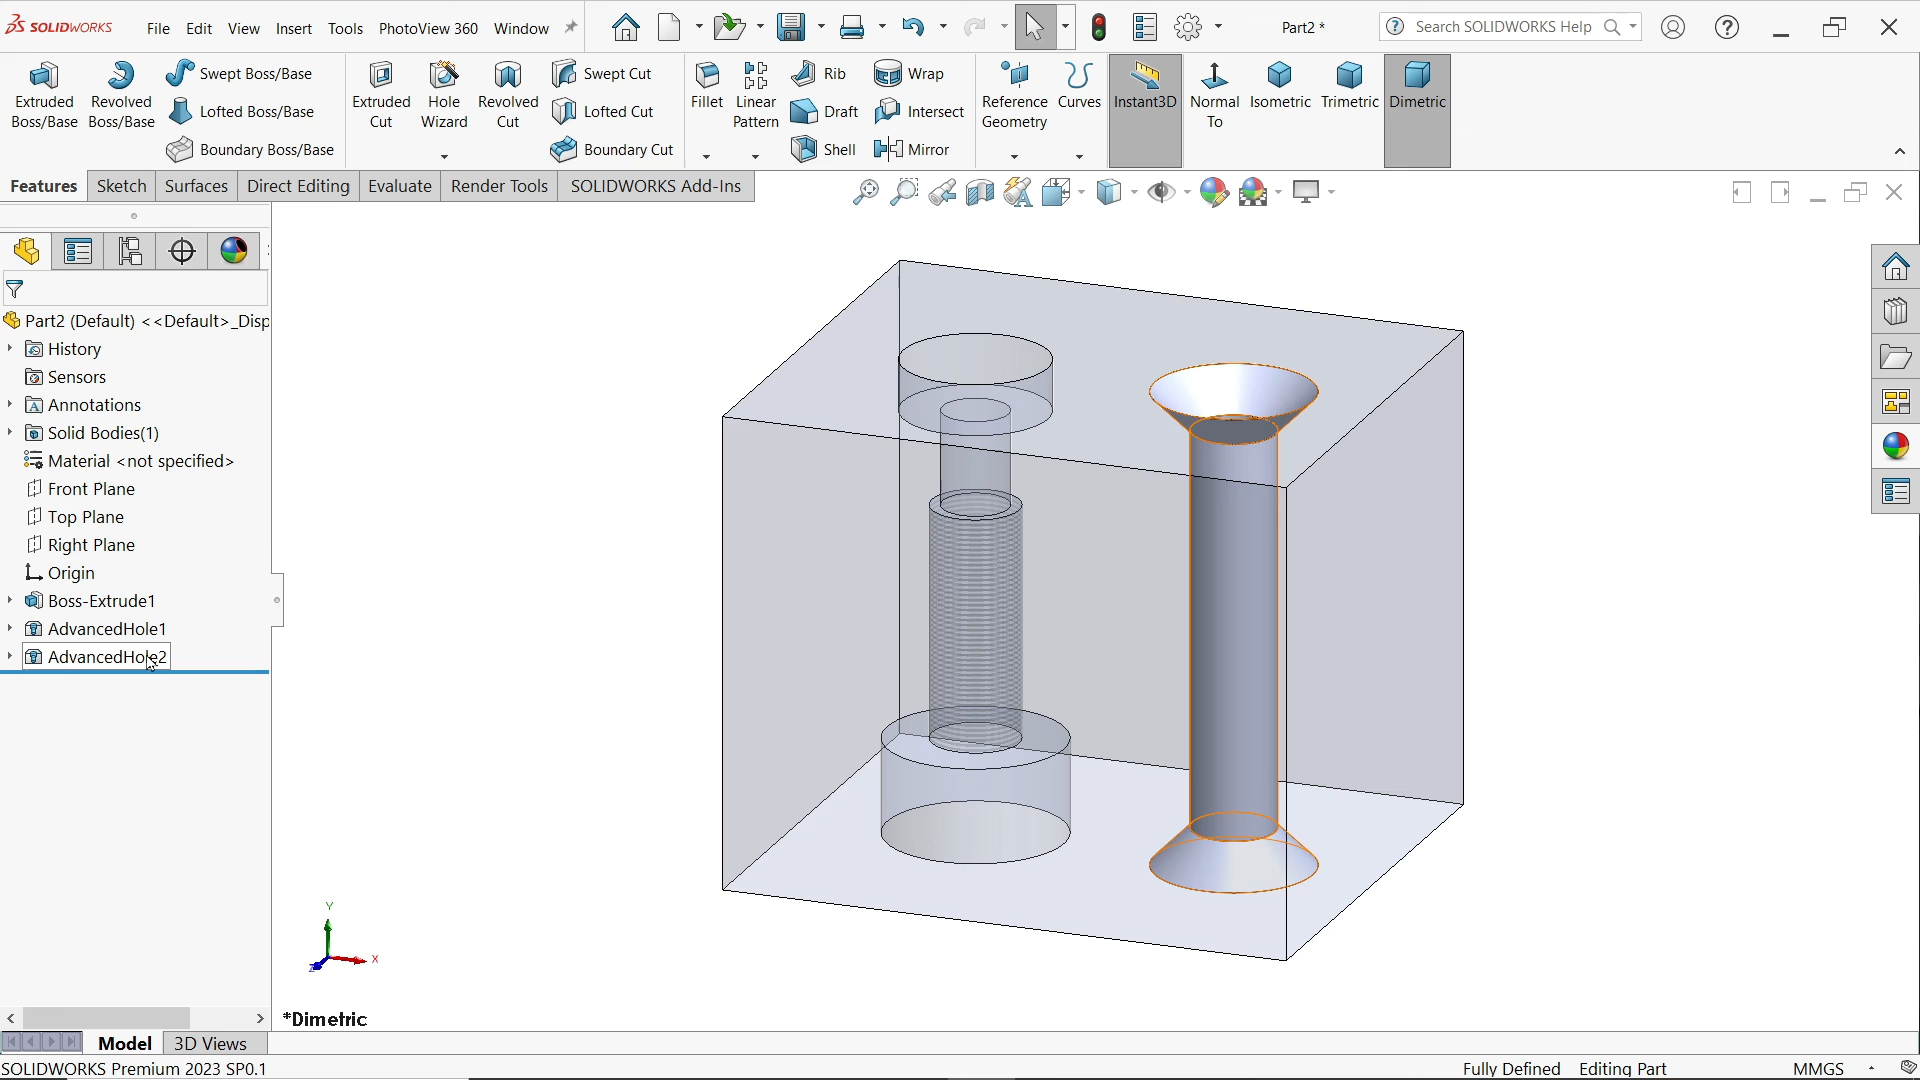 SOLIDWORKS File Edit View Insert Tools PhotoView 360 Window Part2 * Search SOLIDWORKS Help
Extruded Boss/Base
Revolved Boss/Base
Swept Boss/Base
Lofted Boss/Base
Boundary Boss/Base
Extruded Cut
Hole Wizard
Revolved Cut
Swept Cut
Lofted Cut
Boundary Cut
Fillet
Linear Pattern
Rib
Draft
Shell
Wrap
Intersect
Mirror
Reference Geometry
Curves
Instant3D
Normal To
Isometric
Trimetric
Dimetric
Features Sketch Surfaces Direct Editing Evaluate Render Tools SOLIDWORKS Add-Ins
Part2 (Default) <<Default>_Disp
History
Sensors
Annotations
Solid Bodies(1)
Material <not specified>
Front Plane
Top Plane
Right Plane
Origin
Boss-Extrude1
AdvancedHole1
AdvancedHole2
Y
X
Z
*Dimetric
Model 3D Views
SOLIDWORKS Premium 2023 SP0.1 Fully Defined Editing Part MMGS